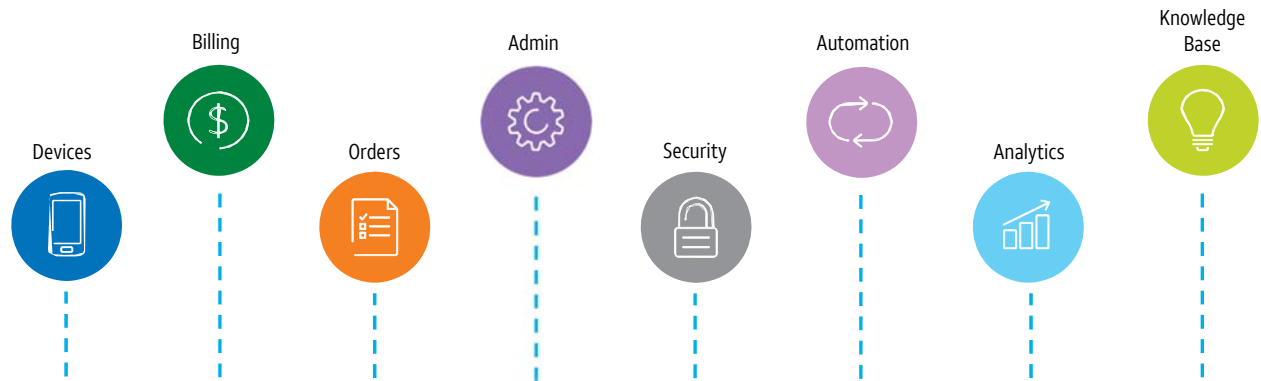 Devices
Billing
Orders
Admin
Security
Automation
Analytics
Knowledge
Base